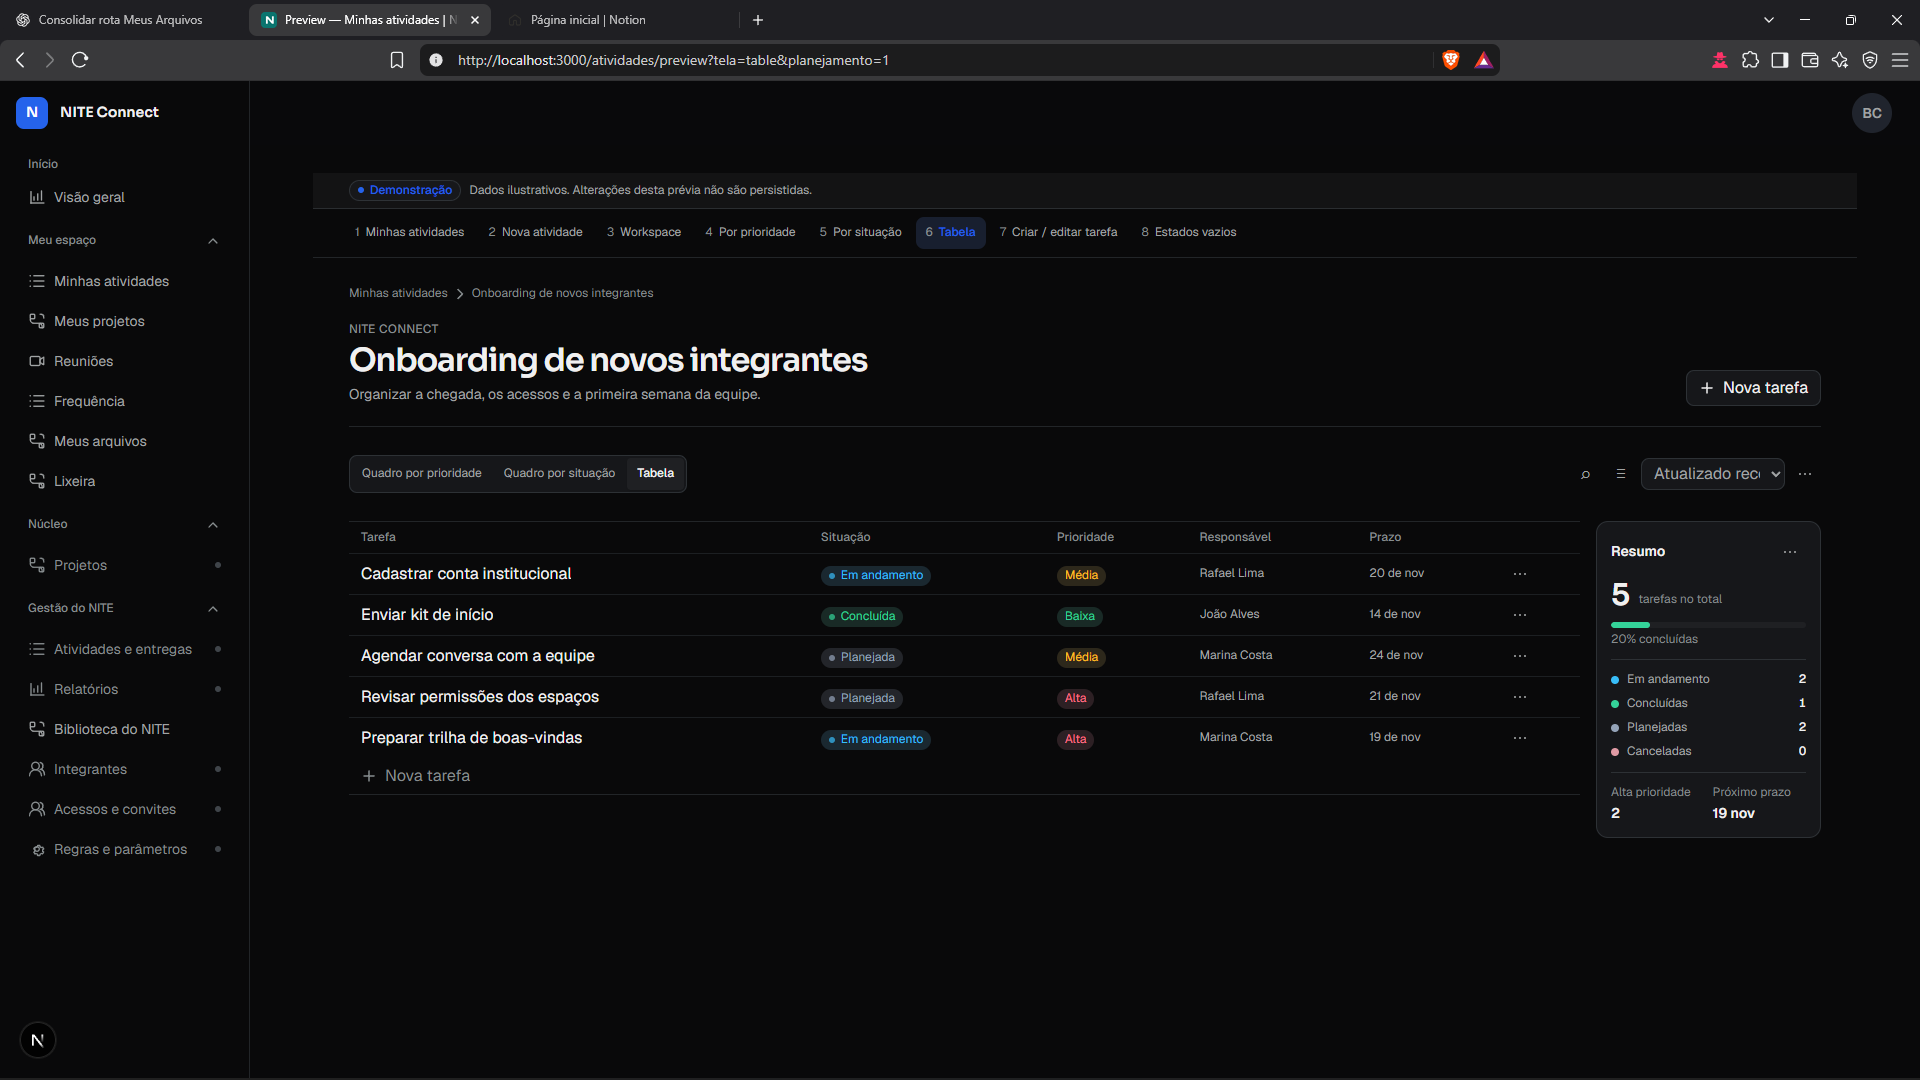 Consolidar rota Meus Arquivos
Preview — Minhas atividades | N
Página inicial | Notion
http://localhost:3000/atividades/preview?tela=table&planejamento=1
N NITE Connect
BC
Início
Visão geral
Meu espaço
Minhas atividades
Meus projetos
Reuniões
Frequência
Meus arquivos
Lixeira
Núcleo
Projetos
Gestão do NITE
Atividades e entregas
Relatórios
Biblioteca do NITE
Integrantes
Acessos e convites
Regras e parâmetros
N
Demonstração Dados ilustrativos. Alterações desta prévia não são persistidas.
1 Minhas atividades 2 Nova atividade 3 Workspace 4 Por prioridade 5 Por situação 6 Tabela 7 Criar / editar tarefa 8 Estados vazios
Minhas atividades > Onboarding de novos integrantes
NITE CONNECT
Onboarding de novos integrantes
Organizar a chegada, os acessos e a primeira semana da equipe.
+ Nova tarefa
Quadro por prioridade Quadro por situação Tabela
Atualizado rec
Tarefa Situação Prioridade Responsável Prazo
Cadastrar conta institucional Em andamento Média Rafael Lima 20 de nov ...
Enviar kit de início Concluída Baixa João Alves 14 de nov ...
Agendar conversa com a equipe Planejada Média Marina Costa 24 de nov ...
Revisar permissões dos espaços Planejada Alta Rafael Lima 21 de nov ...
Preparar trilha de boas-vindas Em andamento Alta Marina Costa 19 de nov ...
+ Nova tarefa
Resumo ...
5 tarefas no total
20% concluídas
Em andamento 2
Concluídas 1
Planejadas 2
Canceladas 0
Alta prioridade Próximo prazo
2 19 nov